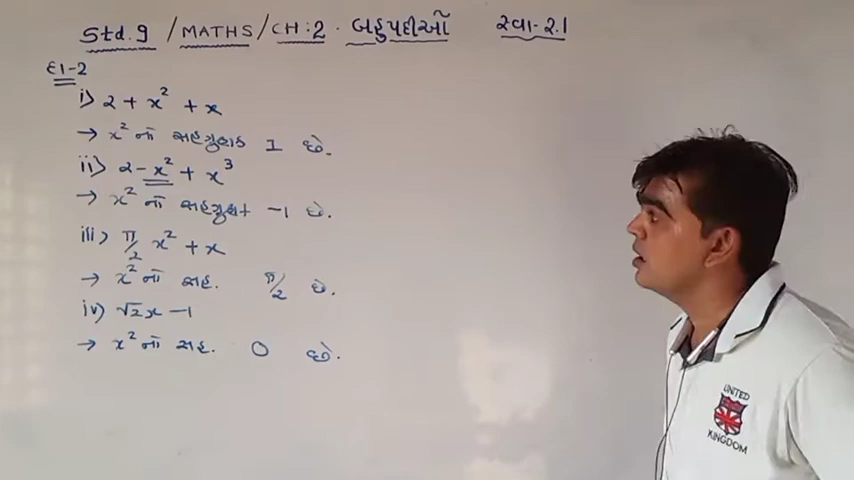 Std. 9 / MATHS / CH : 2 . બહુપદીઓ સ્વા-2.1
દા-2
i) 2 + x² + x
→ x² નો સહગુણક 1 છે.
ii) 2 - x² + x³
→ x² નો સહગુણક -1 છે.
iii) π/2 x² + x
→ x² નો સહ. π/2 છે.
iv) √2x - 1
→ x² નો સહ. 0 છે.
UNITED
KINGDOM